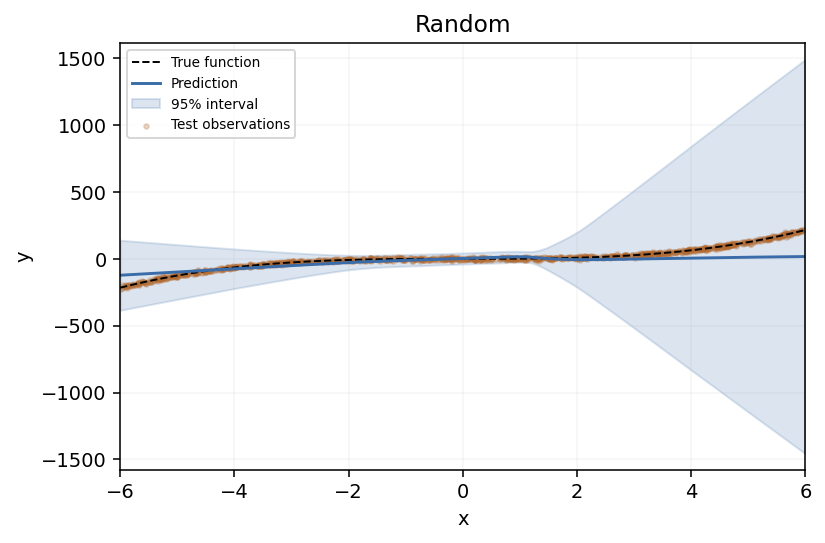 Random
True function
Prediction
95% interval
Test observations
1500
1000
500
0
−500
−1000
−1500
−6
−4
−2
0
2
4
6
x
y